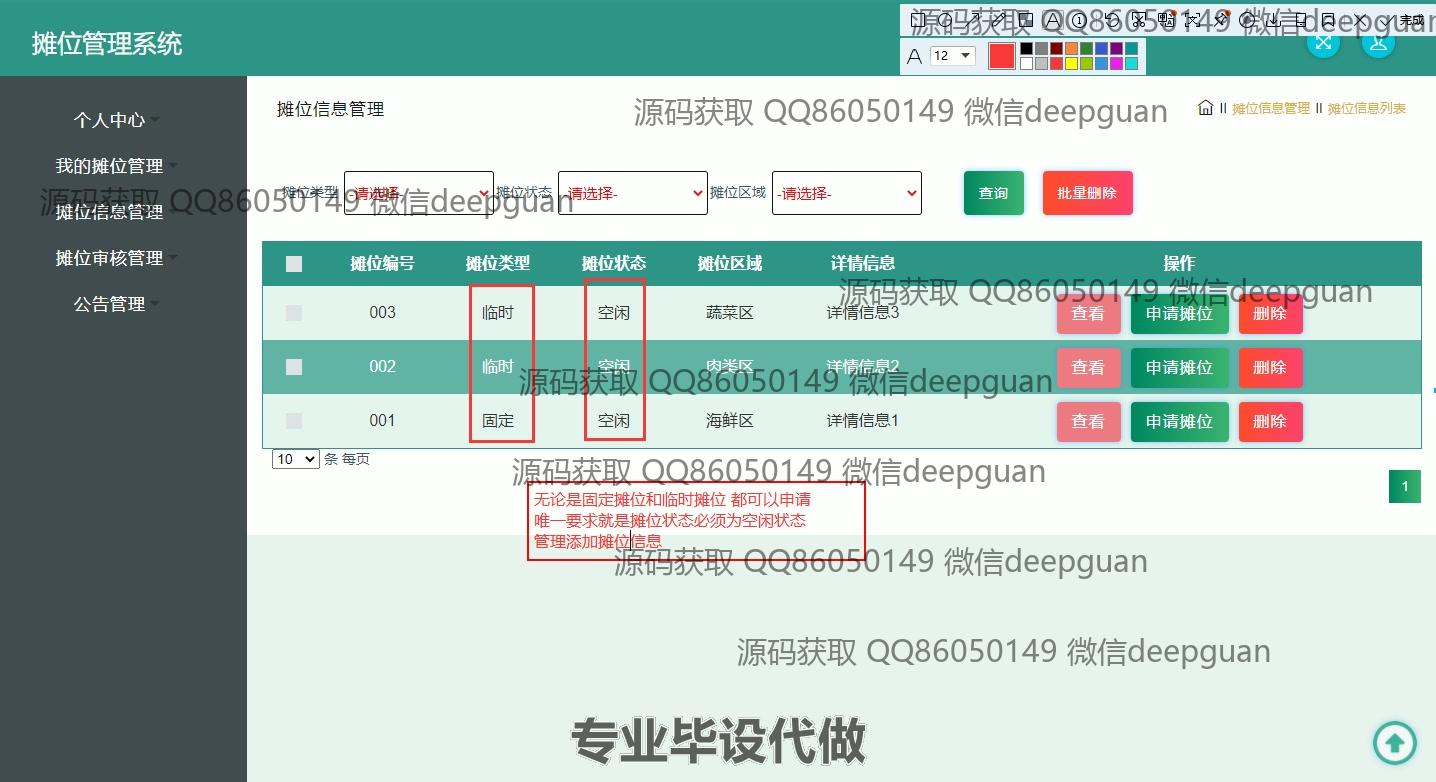 摊位管理系统
12
完成
个人中心
我的摊位管理
摊位信息管理
摊位审核管理
公告管理
摊位信息管理
摊位信息管理
摊位信息列表
摊位类型
-请选择-
摊位状态
-请选择-
摊位区域
-请选择-
查询
批量删除
摊位编号 摊位类型 摊位状态 摊位区域 详情信息 操作
003 临时 空闲 蔬菜区 详情信息3 查看 申请摊位 删除
002 临时 空闲 肉类区 详情信息2 查看 申请摊位 删除
001 固定 空闲 海鲜区 详情信息1 查看 申请摊位 删除
10 条 每页
1
无论是固定摊位和临时摊位 都可以申请
唯一要求就是摊位状态必须为空闲状态
管理添加摊位信息
源码获取 QQ86050149 微信deepguan
源码获取 QQ86050149 微信deepguan
源码获取 QQ86050149 微信deepguan
源码获取 QQ86050149 微信deepguan
源码获取 QQ86050149 微信deepguan
源码获取 QQ86050149 微信deepguan
源码获取 QQ86050149 微信deepguan
源码获取 QQ86050149 微信deepguan
专业毕设代做